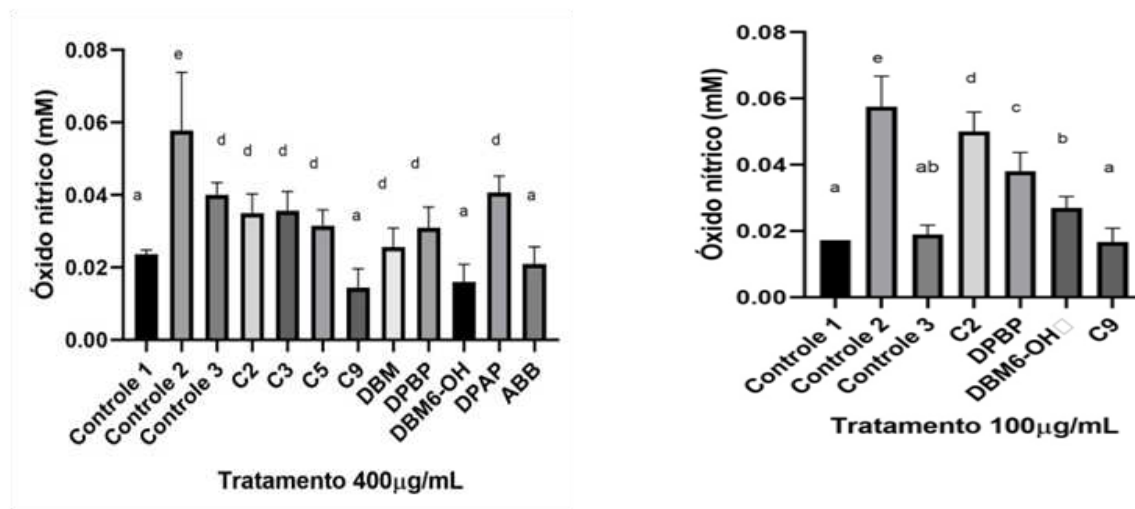 Óxido nítrico (mM)
0.08
0.06
0.04
0.02
0.00
a
e
d
d
d
d
a
d
d
a
d
a
Controle 1
Controle 2
Controle 3
C2
C3
C5
C9
DBM
DPBP
DBM6-OH
DPAP
ABB
Tratamento 400µg/mL
Óxido nítrico (mM)
0.08
0.06
0.04
0.02
0.00
a
e
ab
d
c
b
a
Controle 1
Controle 2
Controle 3
C2
DPBP
DBM6-OH□
C9
Tratamento 100µg/mL